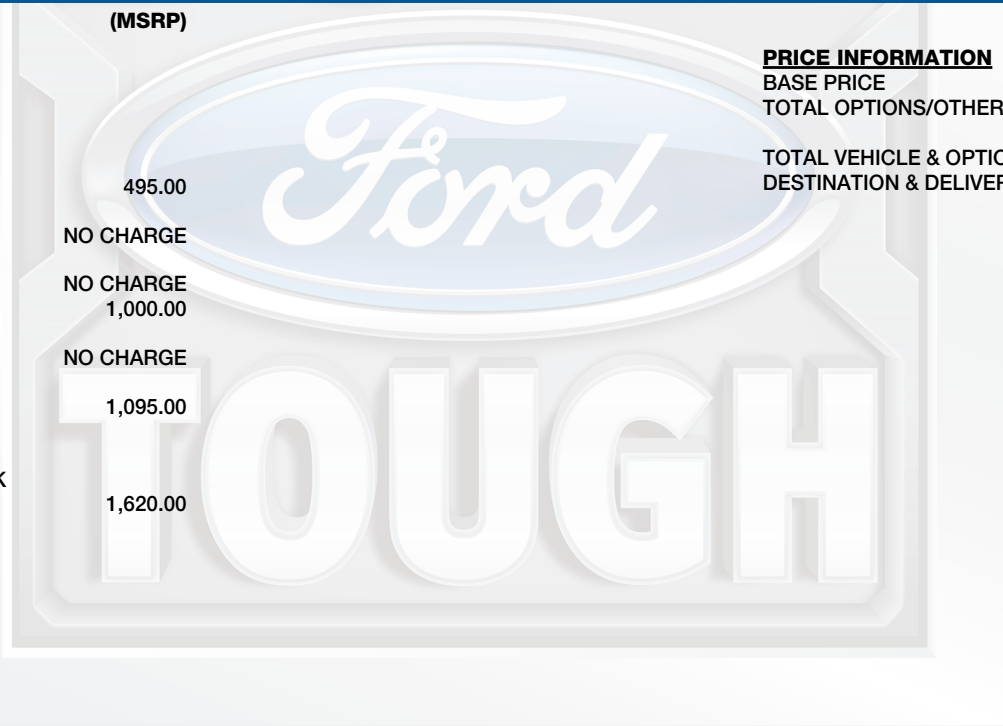 (MSRP)
495.00
NO CHARGE
NO CHARGE
1,000.00
NO CHARGE
1,095.00
K
1,620.00
PRICE INFORMATION
BASE PRICE
TOTAL OPTIONS/OTHER
TOTAL VEHICLE & OPTIO
DESTINATION & DELIVER
Ford
TOUGH